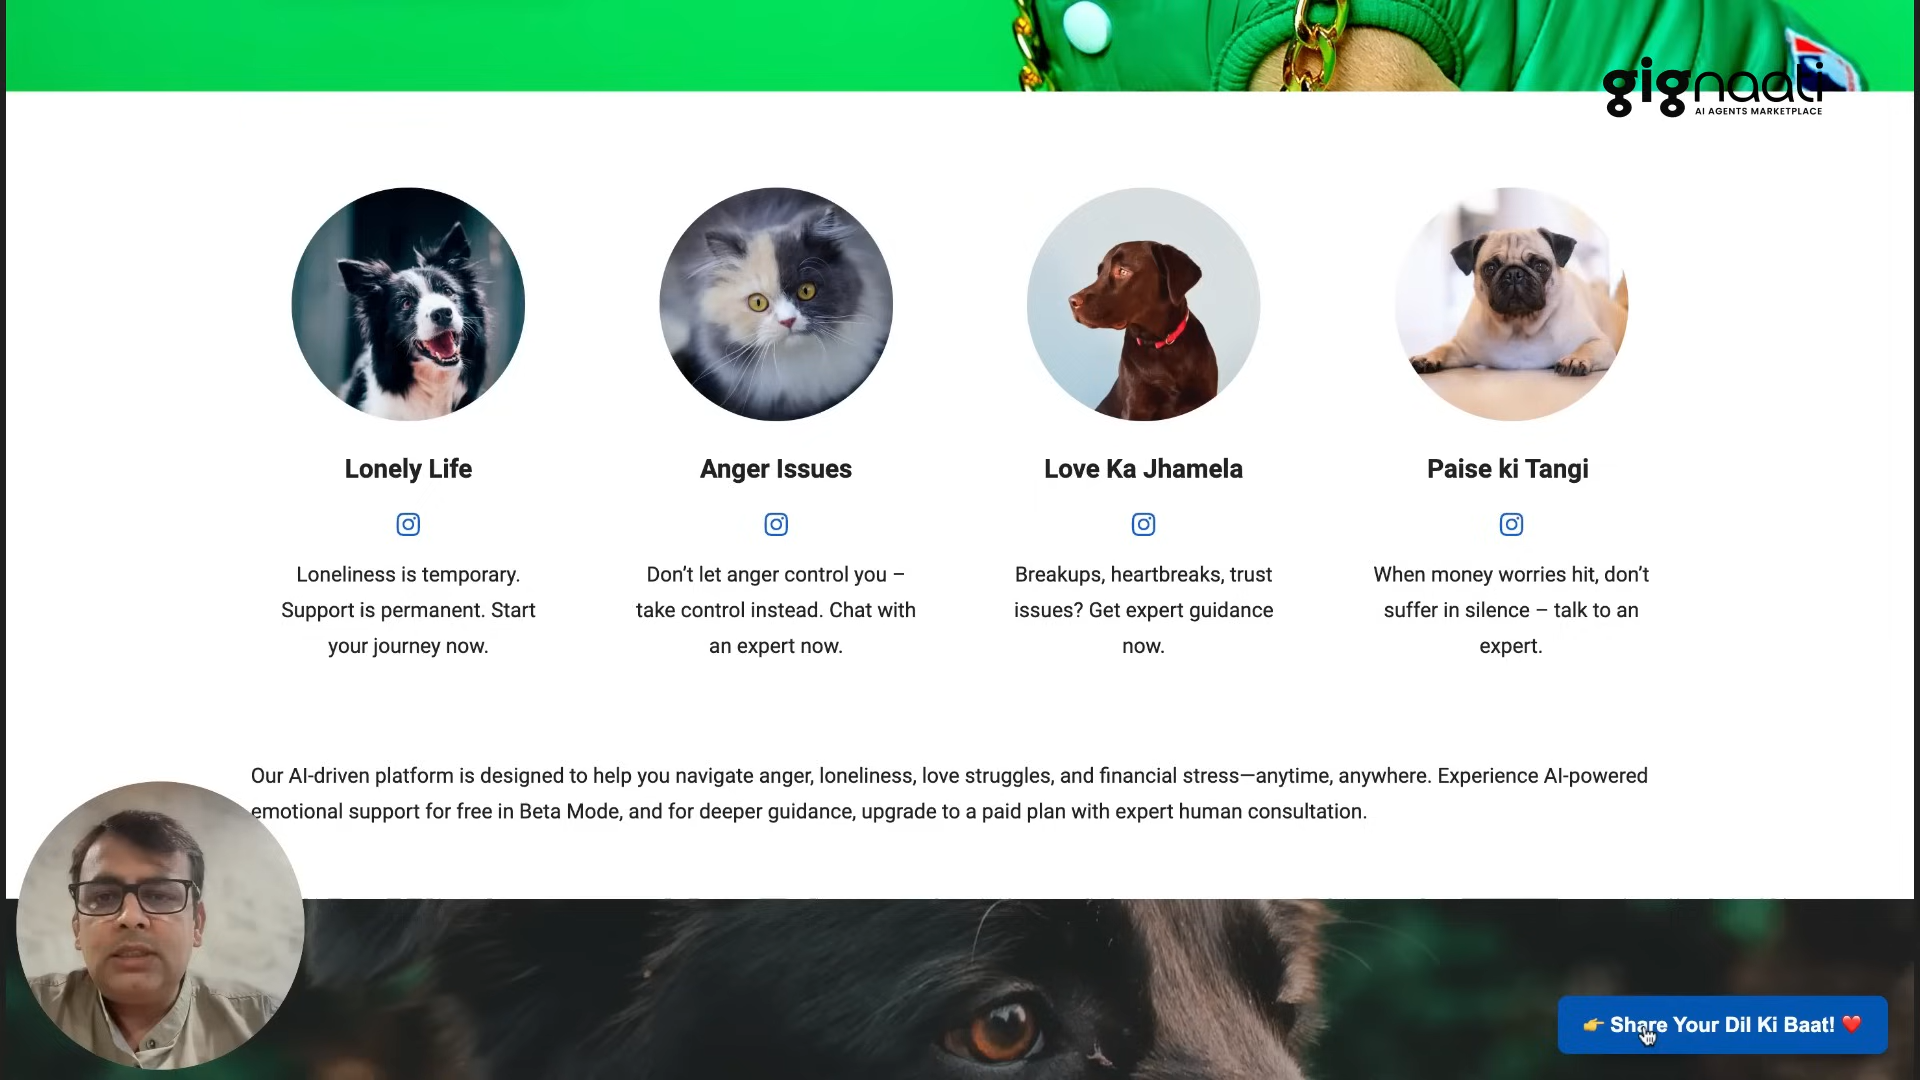 gignaati
AI AGENTS MARKETPLACE
Lonely Life
Anger Issues
Love Ka Jhamela
Paise ki Tangi
Loneliness is temporary.
Support is permanent. Start
your journey now.
Don’t let anger control you –
take control instead. Chat with
an expert now.
Breakups, heartbreaks, trust
issues? Get expert guidance
now.
When money worries hit, don’t
suffer in silence – talk to an
expert.
Our AI-driven platform is designed to help you navigate anger, loneliness, love struggles, and financial stress—anytime, anywhere. Experience AI-powered
emotional support for free in Beta Mode, and for deeper guidance, upgrade to a paid plan with expert human consultation.
👉 Share Your Dil Ki Baat! ❤️